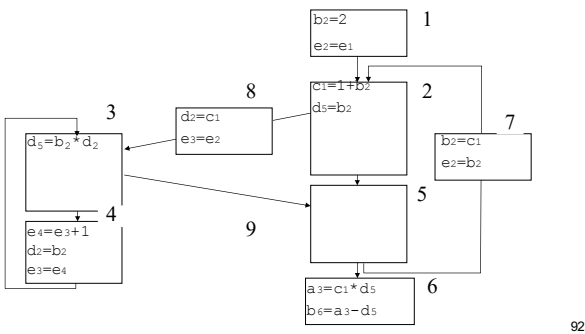 b2=2
e2=e1
1
c1=1+b2
d5=b2
2
8
d2=c1
e3=e2
3
d5=b2*d2
7
b2=c1
e2=b2
4
e4=e3+1
d2=b2
e3=e4
5
9
6
a3=c1*d5
b6=a3-d5
92